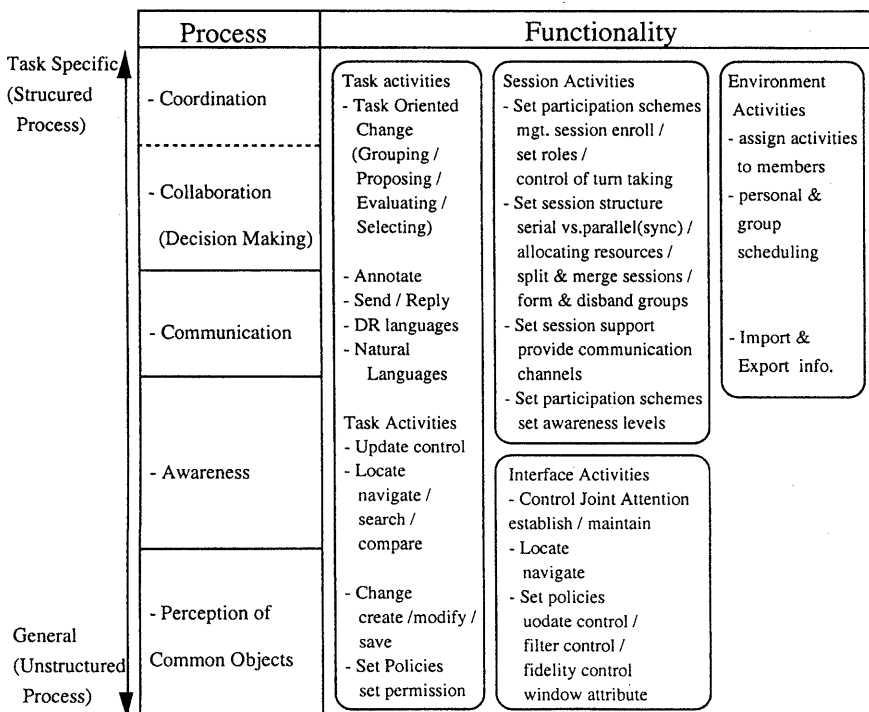 Process
Functionality
Task Specific
(Strucured
Process)
General
(Unstructured
Process)
- Coordination
- Collaboration
(Decision Making)
- Communication
- Awareness
- Perception of
Common Objects
Task activities
- Task Oriented
Change
(Grouping /
Proposing /
Evaluating /
Selecting)
- Annotate
- Send / Reply
- DR languages
- Natural
Languages
Task Activities
- Update control
- Locate
navigate /
search /
compare
- Change
create /modify /
save
- Set Policies
set permission
Session Activities
- Set participation schemes
mgt. session enroll /
set roles /
control of turn taking
- Set session structure
serial vs.parallel(sync) /
allocating resources /
split & merge sessions /
form & disband groups
- Set session support
provide communication
channels
- Set participation schemes
set awareness levels
Interface Activities
- Control Joint Attention
establish / maintain
- Locate
navigate
- Set policies
uodate control /
filter control /
fidelity control
window attribute
Environment
Activities
- assign activities
to members
- personal &
group
scheduling
- Import &
Export info.